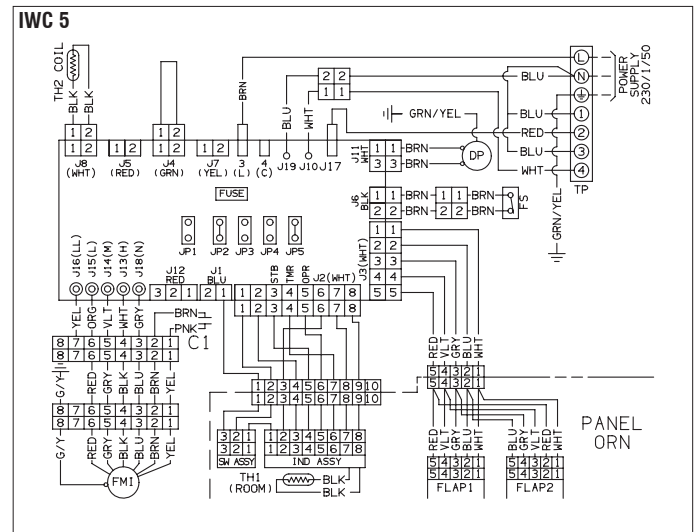 IWC 5
TH2 COIL
BLK
BLK
BRN
BLU
WHT
2 2
1 1
BLU
L
N
POWER SUPPLY
230/1/50
GRN/YEL
BLU
1
RED
2
BLU
3
WHT
4
TP
GRN/YEL
1 2
1 2
J8 (WHT)
1 2
J5 (RED)
1 2
1 2
J4 (GRN)
1 2
J7 (YEL)
3 (L)
4 (C)
J19
J10
J17
J11 WHT
1 1 BRN
3 3 BRN
DP
FUSE
J6 BLK
1 1 BRN 1 1 BRN
2 2 BRN 2 2 BRN
FS
JP1
JP2
JP3
JP4
JP5
J3(WHT)
1 1
2 2
3 3
4 4
5 5
J16(LL)
J15(L)
J14(M)
J13(H)
J18(N)
J12 RED
3 2 1
J1 BLU
2 1
STB
TMR
OPR
J2(WHT)
1 2 3 4 5 6 7 8
1 2 3 4 5 6 7 8
YEL
ORG
VLT
WHT
GRY
BRN
PNK
C1
8 7 6 5 4 3 2 1
G/Y
RED
GRY
BLK
BLU
BRN
YEL
8 7 6 5 4 3 2 1
8 7 6 5 4 3 2 1
G/Y
RED
GRY
BLK
BLU
BRN
YEL
FMI
1 2 3 4 5 6 7 8 9 10
1 2 3 4 5 6 7 8 9 10
3 2 1
3 2 1
SW ASSY
1 2 3 4 5 6 7 8
1 2 3 4 5 6 7 8
IND ASSY
TH1 (ROOM)
BLK
BLK
RED
VLT
GRY
BLU
WHT
5 4 3 2 1
5 4 3 2 1
RED
VLT
GRY
BLU
WHT
BLU
GRY
VLT
RED
WHT
5 4 3 2 1
5 4 3 2 1
FLAP1
5 4 3 2 1
5 4 3 2 1
FLAP2
PANEL
ORN